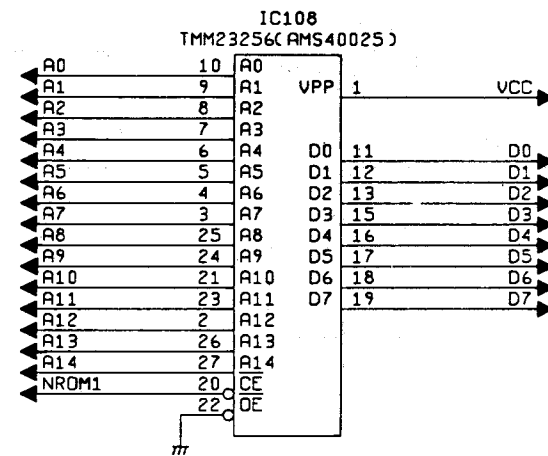 IC108
TMM23256(AMS40025)
A0 10 A0
A1 9 A1 VPP 1 VCC
A2 8 A2
A3 7 A3
A4 6 A4 D0 11 D0
A5 5 A5 D1 12 D1
A6 4 A6 D2 13 D2
A7 3 A7 D3 15 D3
A8 25 A8 D4 16 D4
A9 24 A9 D5 17 D5
A10 21 A10 D6 18 D6
A11 23 A11 D7 19 D7
A12 2 A12
A13 26 A13
A14 27 A14
NROM1 20 CE
22 OE